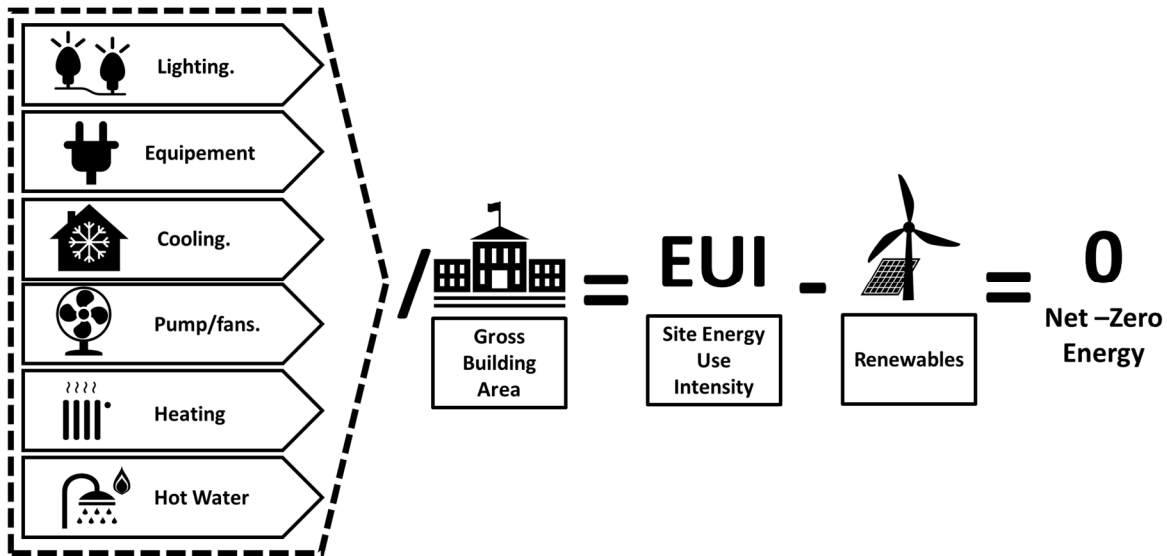 Lighting.
Equipement
Cooling.
Pump/fans.
Heating
Hot Water
/
Gross
Building
Area
=
EUI
Site Energy
Use
Intensity
-
Renewables
=
0
Net –Zero
Energy